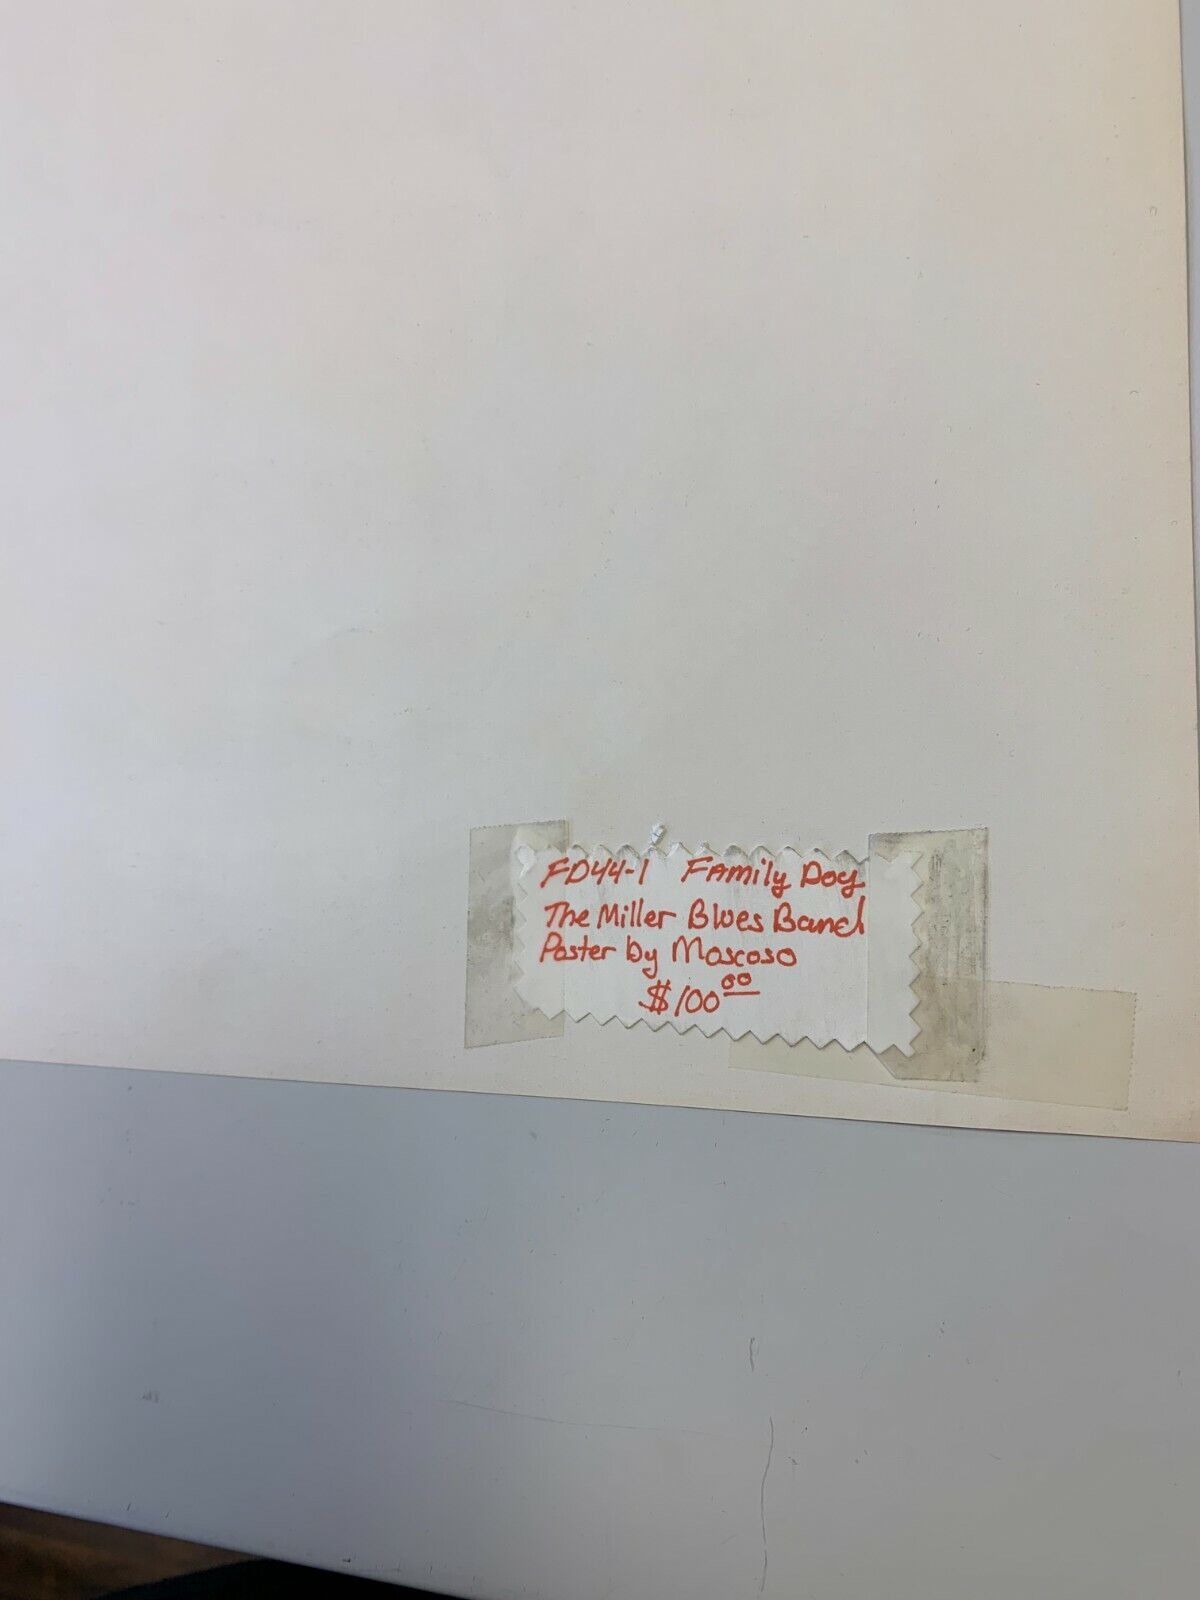 FD44-1 Family Dog
The Miller Blues Band
Poster by Moscoso
$100.00